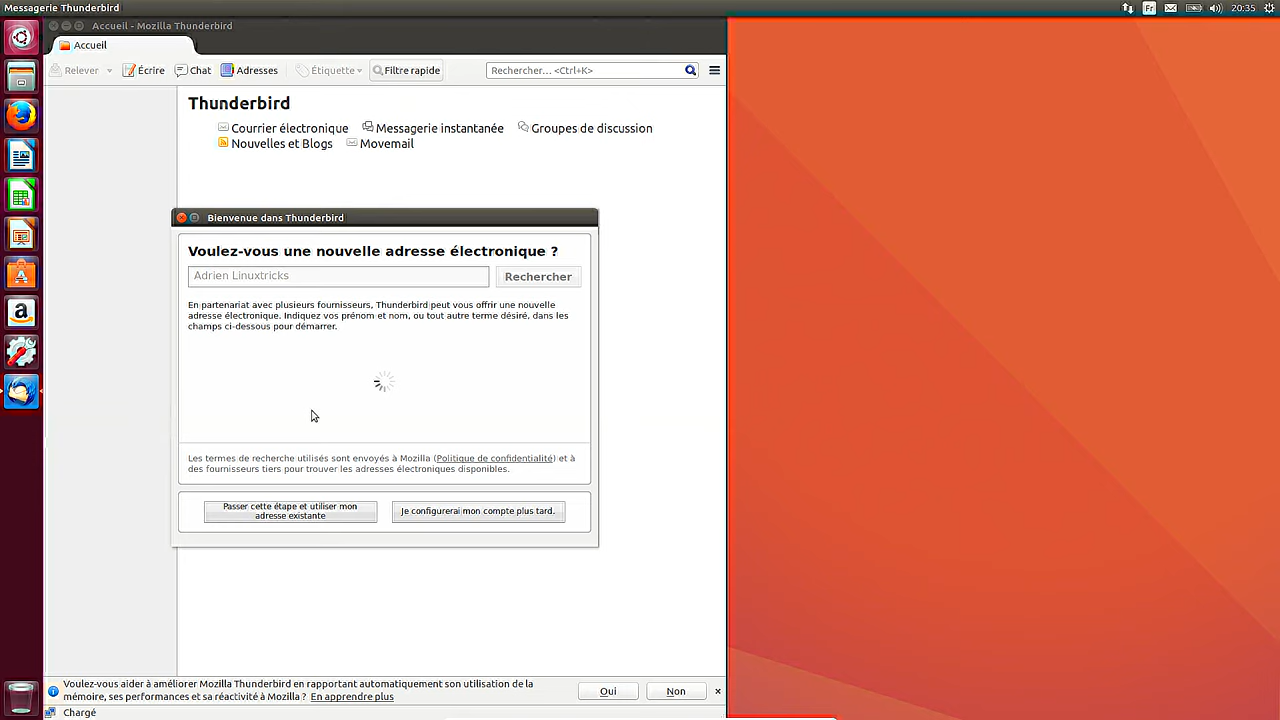 Messagerie Thunderbird
Fr
20:35
Accueil - Mozilla Thunderbird
Accueil
Relever
Écrire
Chat
Adresses
Étiquette
Filtre rapide
Rechercher... <Ctrl+K>
Thunderbird
Courrier électronique
Messagerie instantanée
Groupes de discussion
Nouvelles et Blogs
Movemail
Bienvenue dans Thunderbird
Voulez-vous une nouvelle adresse électronique ?
Adrien Linuxtricks
Rechercher
En partenariat avec plusieurs fournisseurs, Thunderbird peut vous offrir une nouvelle
adresse électronique. Indiquez vos prénom et nom, ou tout autre terme désiré, dans les
champs ci-dessous pour démarrer.
Les termes de recherche utilisés sont envoyés à Mozilla (Politique de confidentialité) et à
des fournisseurs tiers pour trouver les adresses électroniques disponibles.
Passer cette étape et utiliser mon
adresse existante
Je configurerai mon compte plus tard.
Voulez-vous aider à améliorer Mozilla Thunderbird en rapportant automatiquement son utilisation de la
mémoire, ses performances et sa réactivité à Mozilla ? En apprendre plus
Oui
Non
Chargé